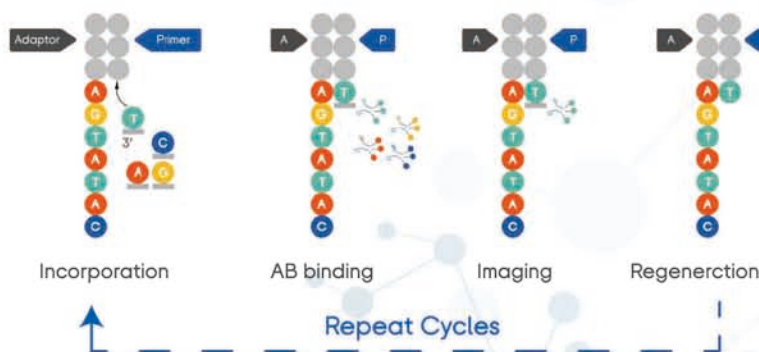 Adaptor Primer A P A P A
A A T A T A T
G T G G G
T 3' C T T T
A A G A A A
T T T T
A A A A
C C C C
Incorporation AB binding Imaging Regenerction
Repeat Cycles